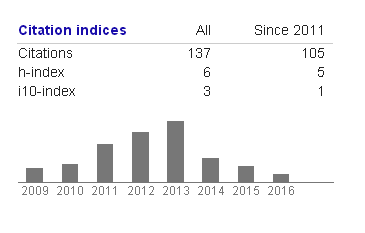 Citation indices All Since 2011
Citations 137 105
h-index 6 5
i10-index 3 1
2009 2010 2011 2012 2013 2014 2015 2016